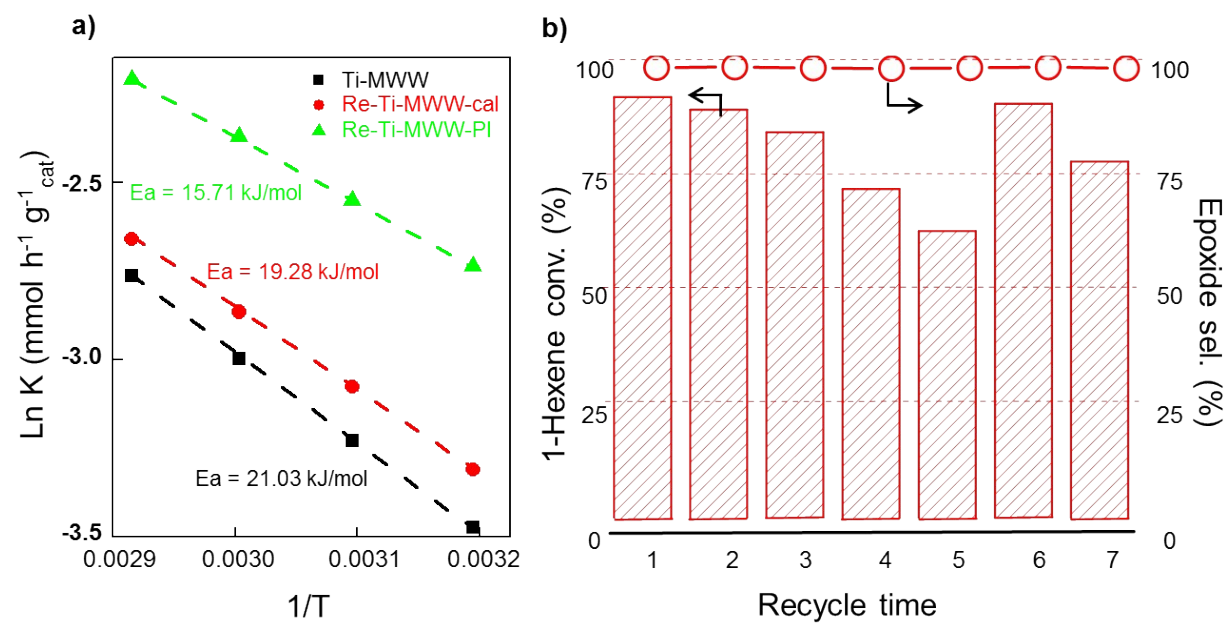 a)
Ti-MWW
Re-Ti-MWW-cal
Re-Ti-MWW-PI
Ea = 15.71 kJ/mol
Ea = 19.28 kJ/mol
Ea = 21.03 kJ/mol
-2.5
-3.0
-3.5
Ln K (mmol h⁻¹ g⁻¹cat)
0.0029 0.0030 0.0031 0.0032
1/T
b)
100
75
50
25
0
1-Hexene conv. (%)
100
75
50
25
0
Epoxide sel. (%)
1 2 3 4 5 6 7
Recycle time